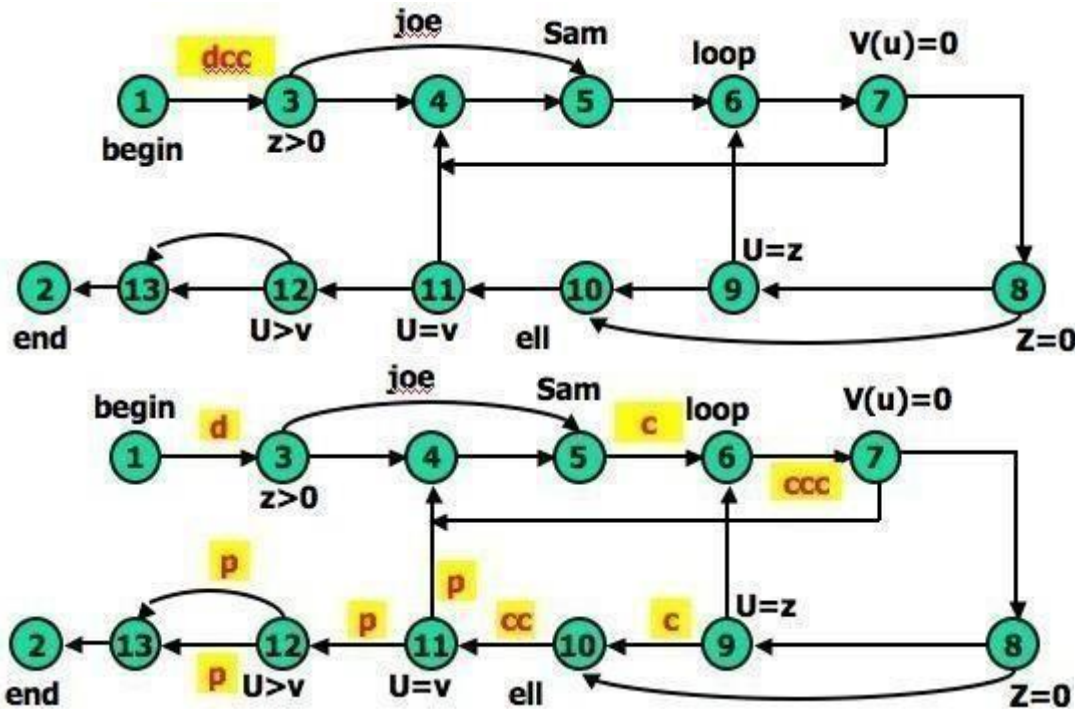 joe
Sam
loop
V(u)=0
dcc
1 3 4 5 6 7
begin
z>0
U=z
2 13 12 11 10 9 8
end
U>v
U=v
ell
Z=0
joe
Sam
loop
V(u)=0
begin
d
c
1 3 4 5 6 7
ccc
z>0
p
p
p
cc
c
U=z
2 13 12 11 10 9 8
p
end
U>v
U=v
ell
Z=0